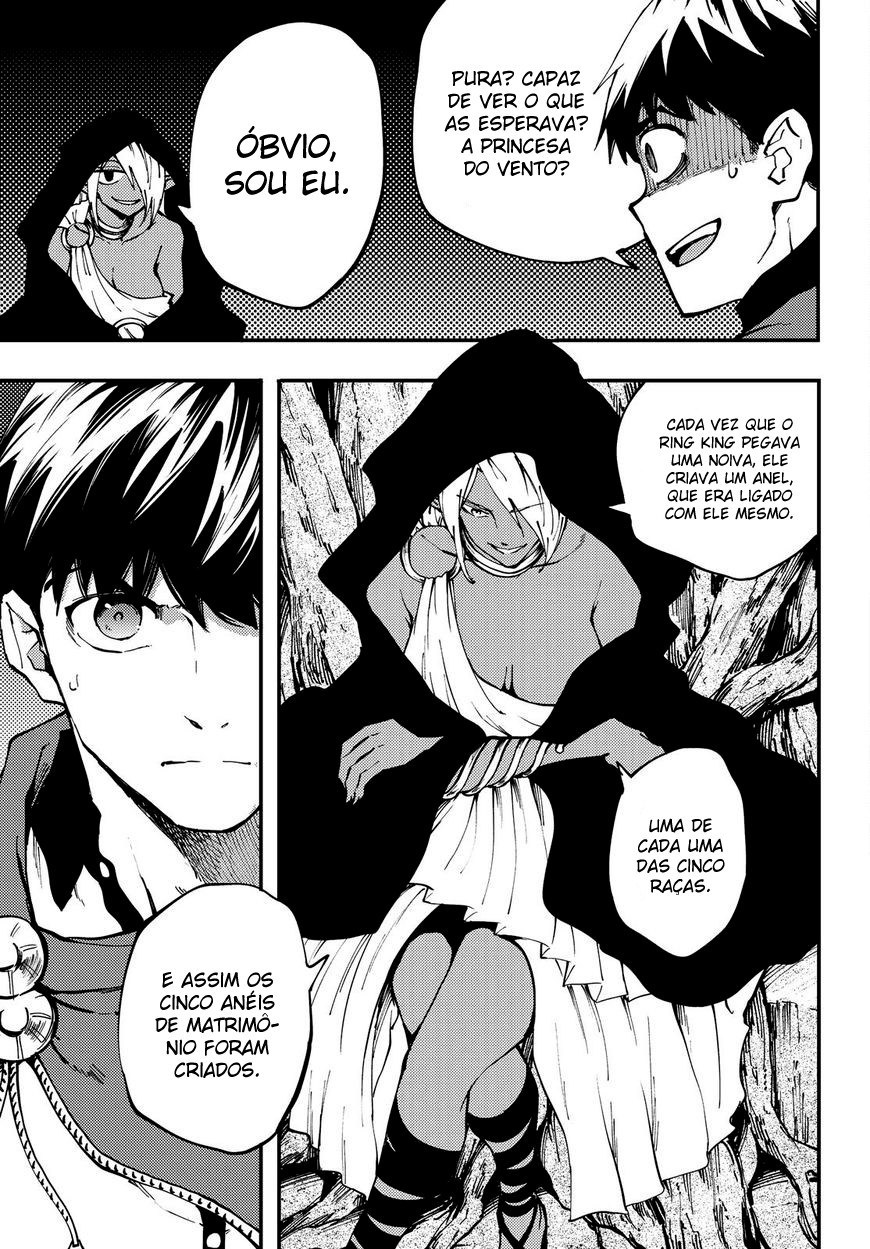 PURA? CAPAZ
DE VER O QUE
AS ESPERAVA?
A PRINCESA
DO VENTO?
ÓBVIO,
SOU EU.
CADA VEZ QUE O
RING KING PEGAVA
UMA NOIVA, ELE
CRIAVA UM ANEL,
QUE ERA LIGADO
COM ELE MESMO.
UMA DE
CADA UMA
DAS CINCO
RAÇAS.
E ASSIM OS
CINCO ANÉIS
DE MATRIMÔ-
NIO FORAM
CRIADOS.